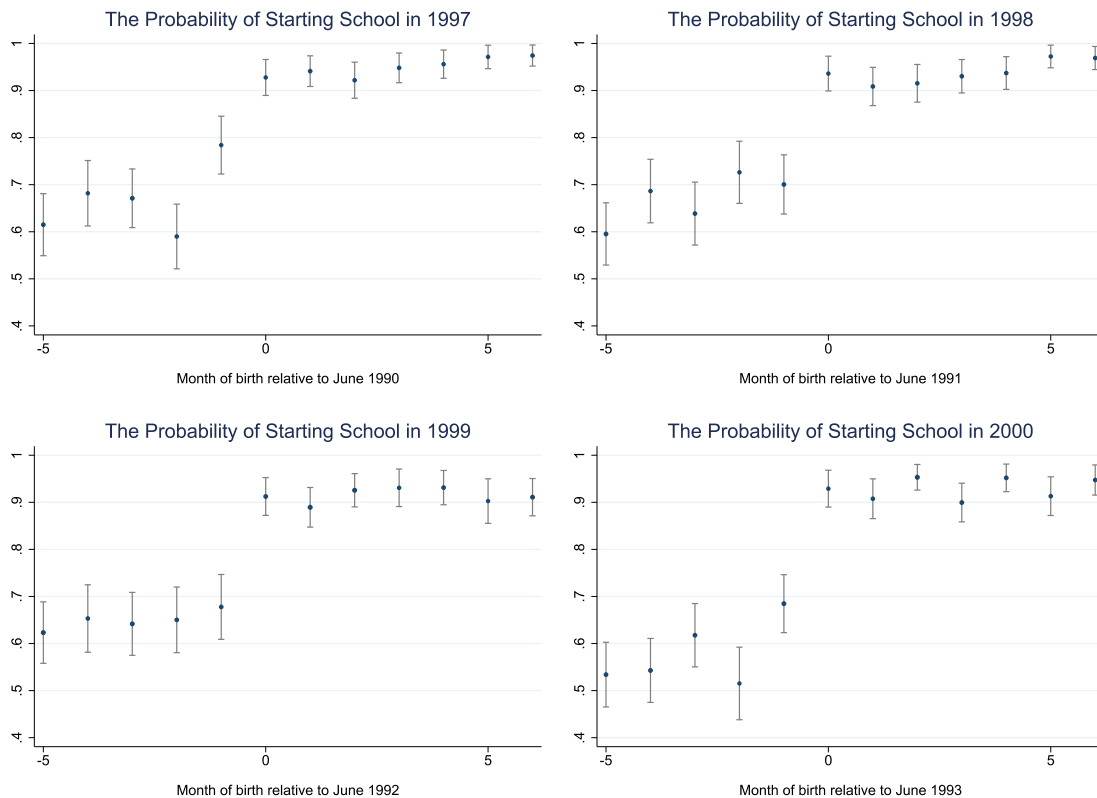 The Probability of Starting School in 1997
1
.9
.8
.7
.6
.5
.4
-5 0 5
Month of birth relative to June 1990
The Probability of Starting School in 1998
1
.9
.8
.7
.6
.5
.4
-5 0 5
Month of birth relative to June 1991
The Probability of Starting School in 1999
1
.9
.8
.7
.6
.5
.4
-5 0 5
Month of birth relative to June 1992
The Probability of Starting School in 2000
1
.9
.8
.7
.6
.5
.4
-5 0 5
Month of birth relative to June 1993